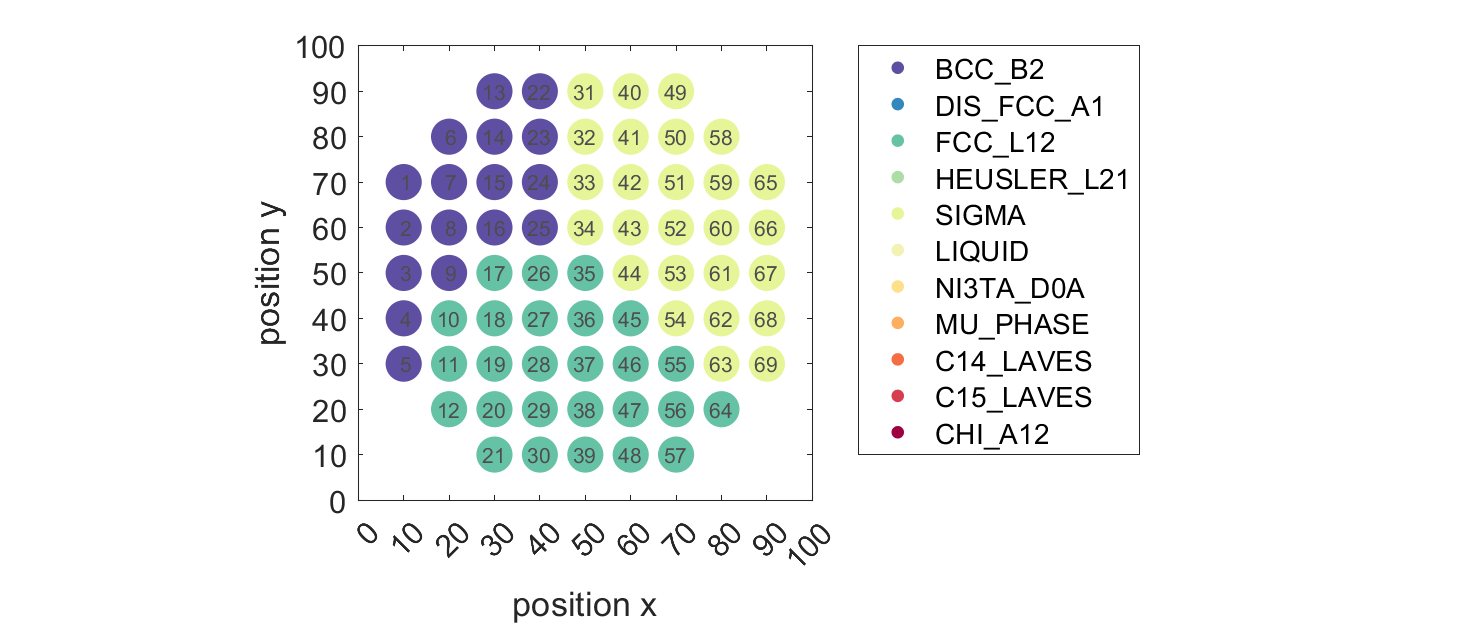 100
90
80
70
60
50
40
30
20
10
0
position y
13 22 31 40 49
6 14 23 32 41 50 58
1 7 15 24 33 42 51 59 65
2 8 16 25 34 43 52 60 66
3 9 17 26 35 44 53 61 67
4 10 18 27 36 45 54 62 68
5 11 19 28 37 46 55 63 69
12 20 29 38 47 56 64
21 30 39 48 57
0 10 20 30 40 50 60 70 80 90 100
position x
BCC_B2
DIS_FCC_A1
FCC_L12
HEUSLER_L21
SIGMA
LIQUID
NI3TA_D0A
MU_PHASE
C14_LAVES
C15_LAVES
CHI_A12